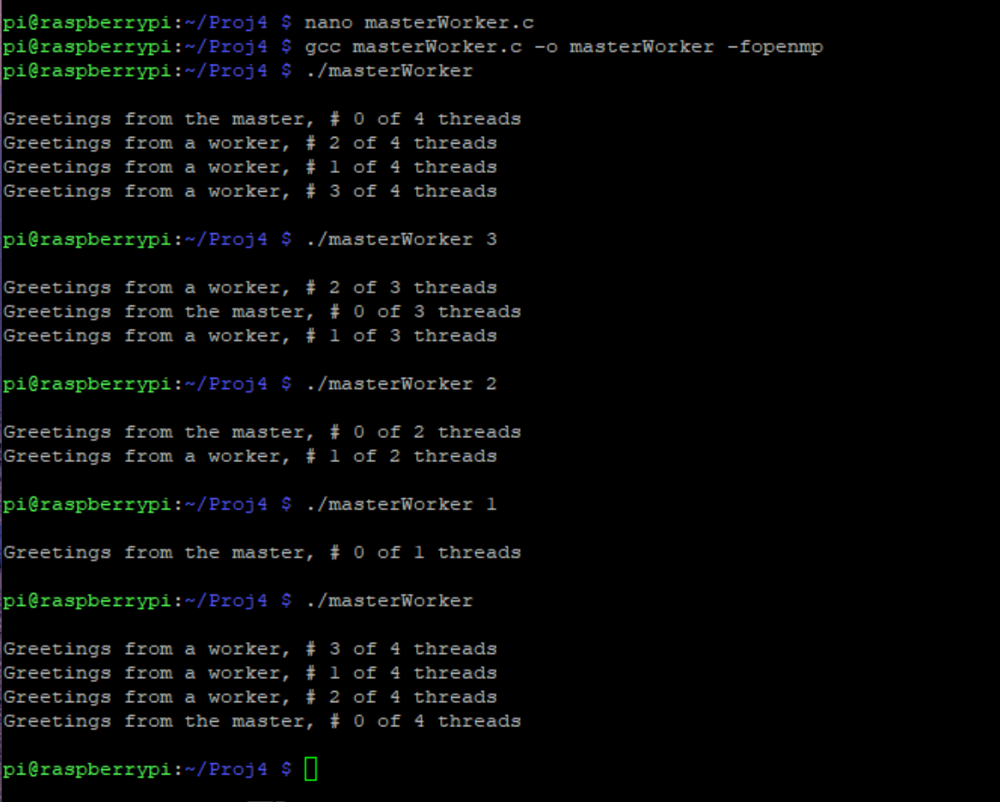 pi@raspberrypi:~/Proj4 $ nano masterWorker.c
pi@raspberrypi:~/Proj4 $ gcc masterWorker.c -o masterWorker -fopenmp
pi@raspberrypi:~/Proj4 $ ./masterWorker
Greetings from the master, # 0 of 4 threads
Greetings from a worker, # 2 of 4 threads
Greetings from a worker, # 1 of 4 threads
Greetings from a worker, # 3 of 4 threads
pi@raspberrypi:~/Proj4 $ ./masterWorker 3
Greetings from a worker, # 2 of 3 threads
Greetings from the master, # 0 of 3 threads
Greetings from a worker, # 1 of 3 threads
pi@raspberrypi:~/Proj4 $ ./masterWorker 2
Greetings from the master, # 0 of 2 threads
Greetings from a worker, # 1 of 2 threads
pi@raspberrypi:~/Proj4 $ ./masterWorker 1
Greetings from the master, # 0 of 1 threads
pi@raspberrypi:~/Proj4 $ ./masterWorker
Greetings from a worker, # 3 of 4 threads
Greetings from a worker, # 1 of 4 threads
Greetings from a worker, # 2 of 4 threads
Greetings from the master, # 0 of 4 threads
pi@raspberrypi:~/Proj4 $